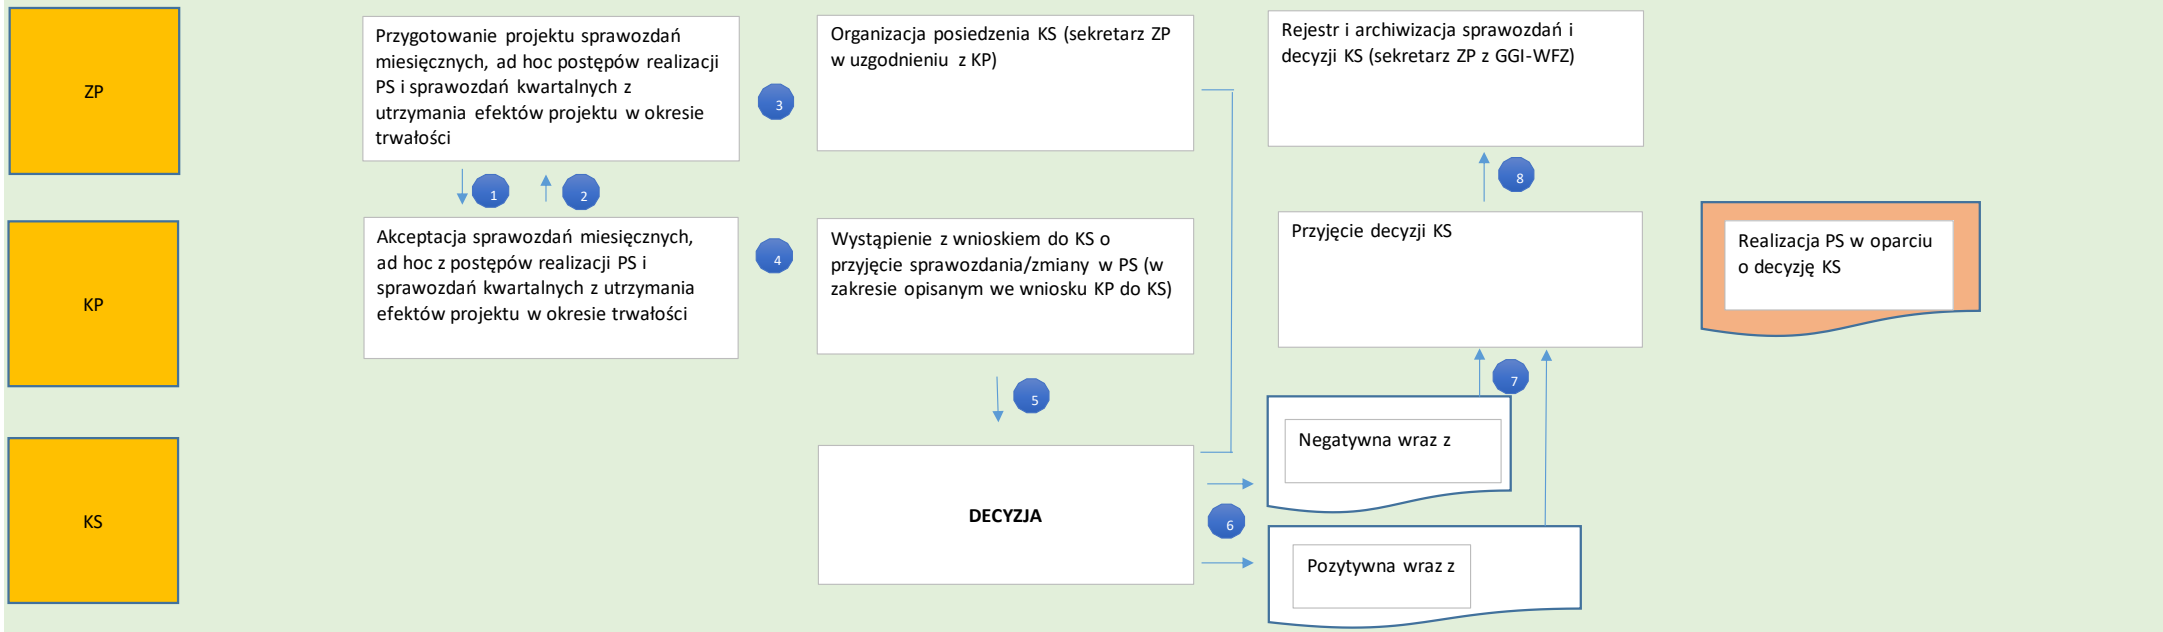 ZP
Przygotowanie projektu sprawozdań
miesięcznych, ad hoc postępów realizacji
PS i sprawozdań kwartalnych z
utrzymania efektów projektu w okresie
trwałości
3
Organizacja posiedzenia KS (sekretarz ZP
w uzgodnieniu z KP)
Rejestr i archiwizacja sprawozdań i
decyzji KS (sekretarz ZP z GGI-WFZ)
1
2
8
KP
Akceptacja sprawozdań miesięcznych,
ad hoc z postępów realizacji PS i
sprawozdań kwartalnych z utrzymania
efektów projektu w okresie trwałości
4
Wystąpienie z wnioskiem do KS o
przyjęcie sprawozdania/zmiany w PS (w
zakresie opisanym we wniosku KP do KS)
Przyjęcie decyzji KS
Realizacja PS w oparciu
o decyzję KS
5
7
KS
DECYZJA
6
Negatywna wraz z
Pozytywna wraz z